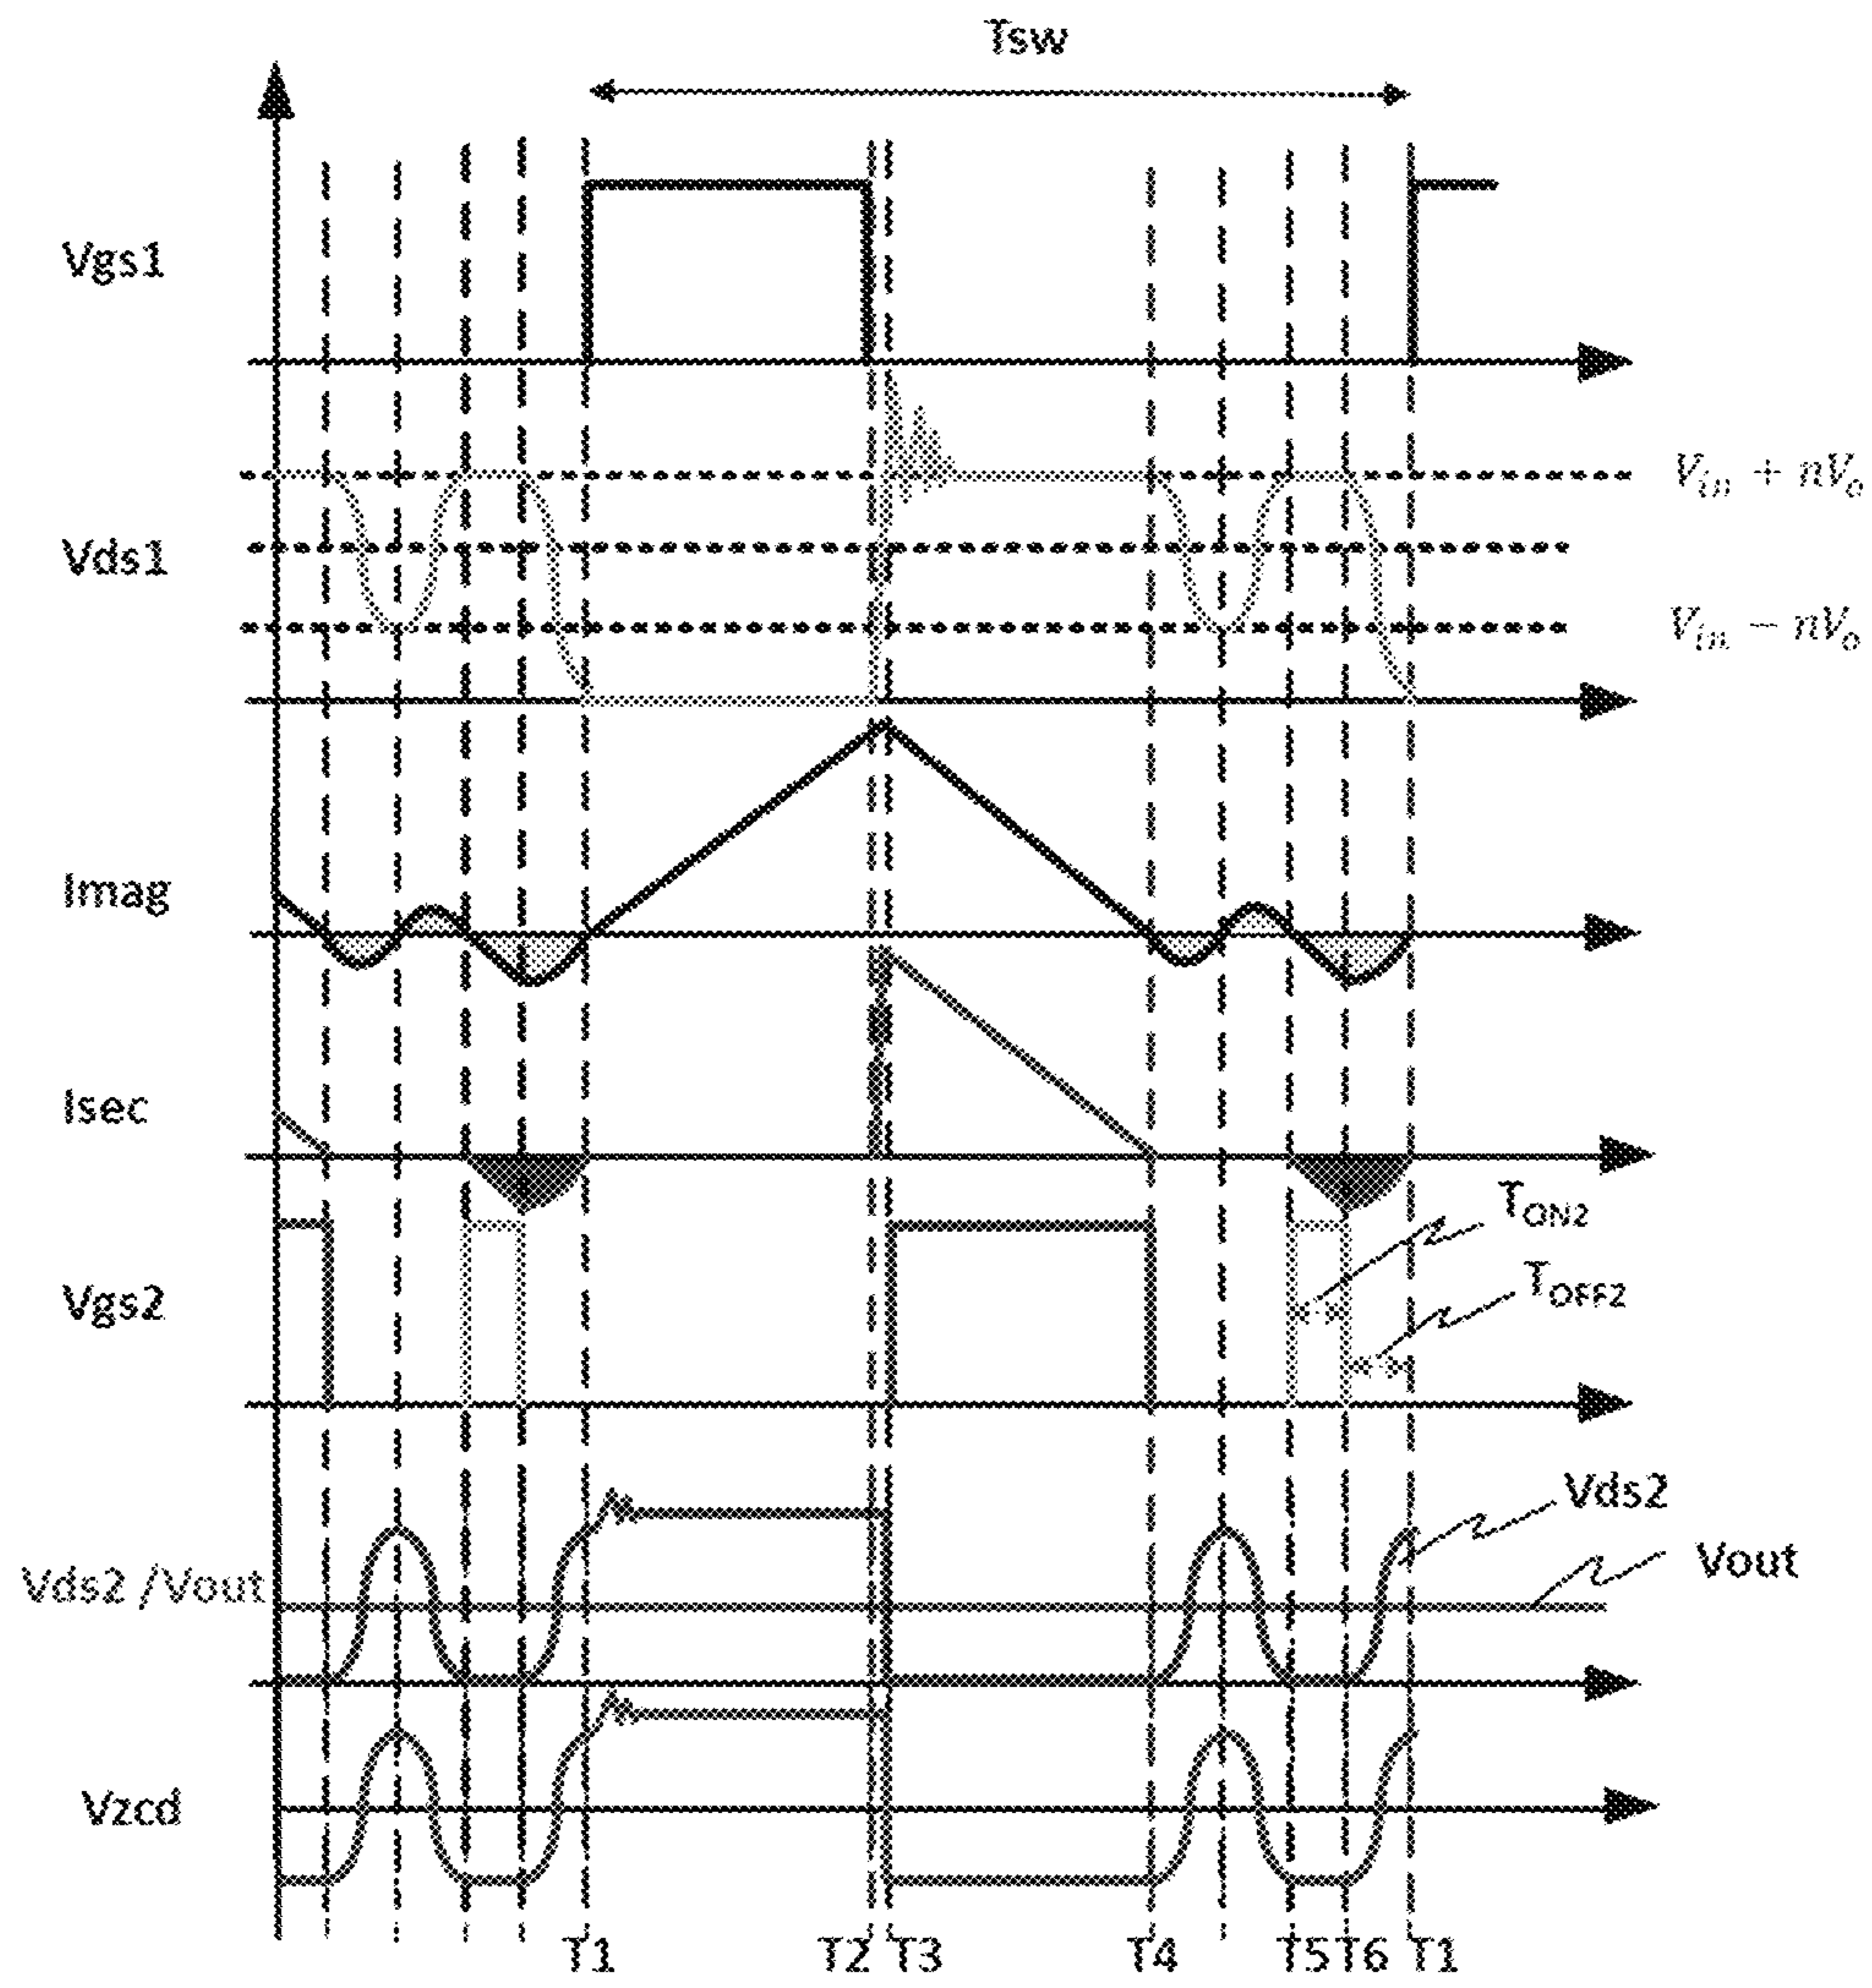 Tsw
Vgs1
V_in + nV_o
Vds1
V_in − nV_o
Imag
Isec
T_ON2
Vgs2
T_OFF2
Vds2
Vds2 /Vout
Vout
Vzcd
T1 T2 T3 T4 T5 T6 T1